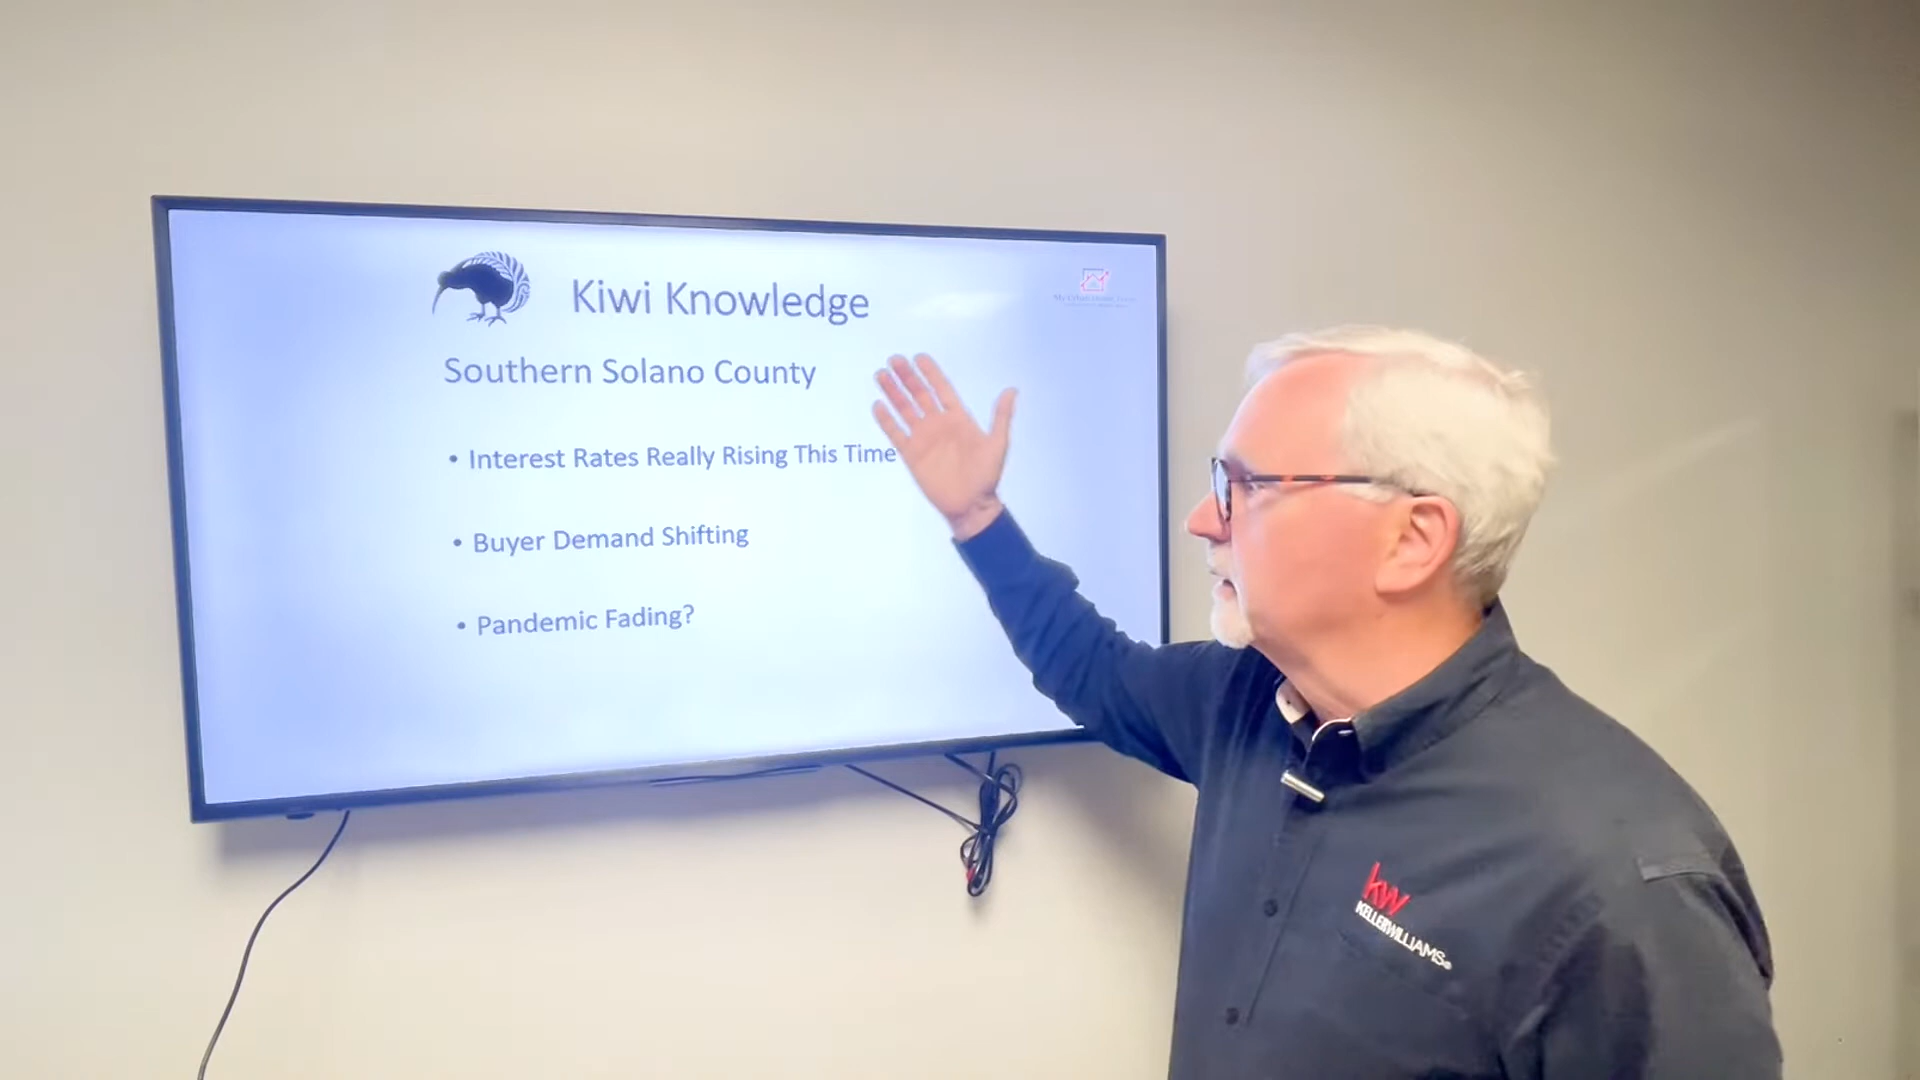 Kiwi Knowledge
Southern Solano County
• Interest Rates Really Rising This Time
• Buyer Demand Shifting
• Pandemic Fading?
kw
KELLERWILLIAMS®